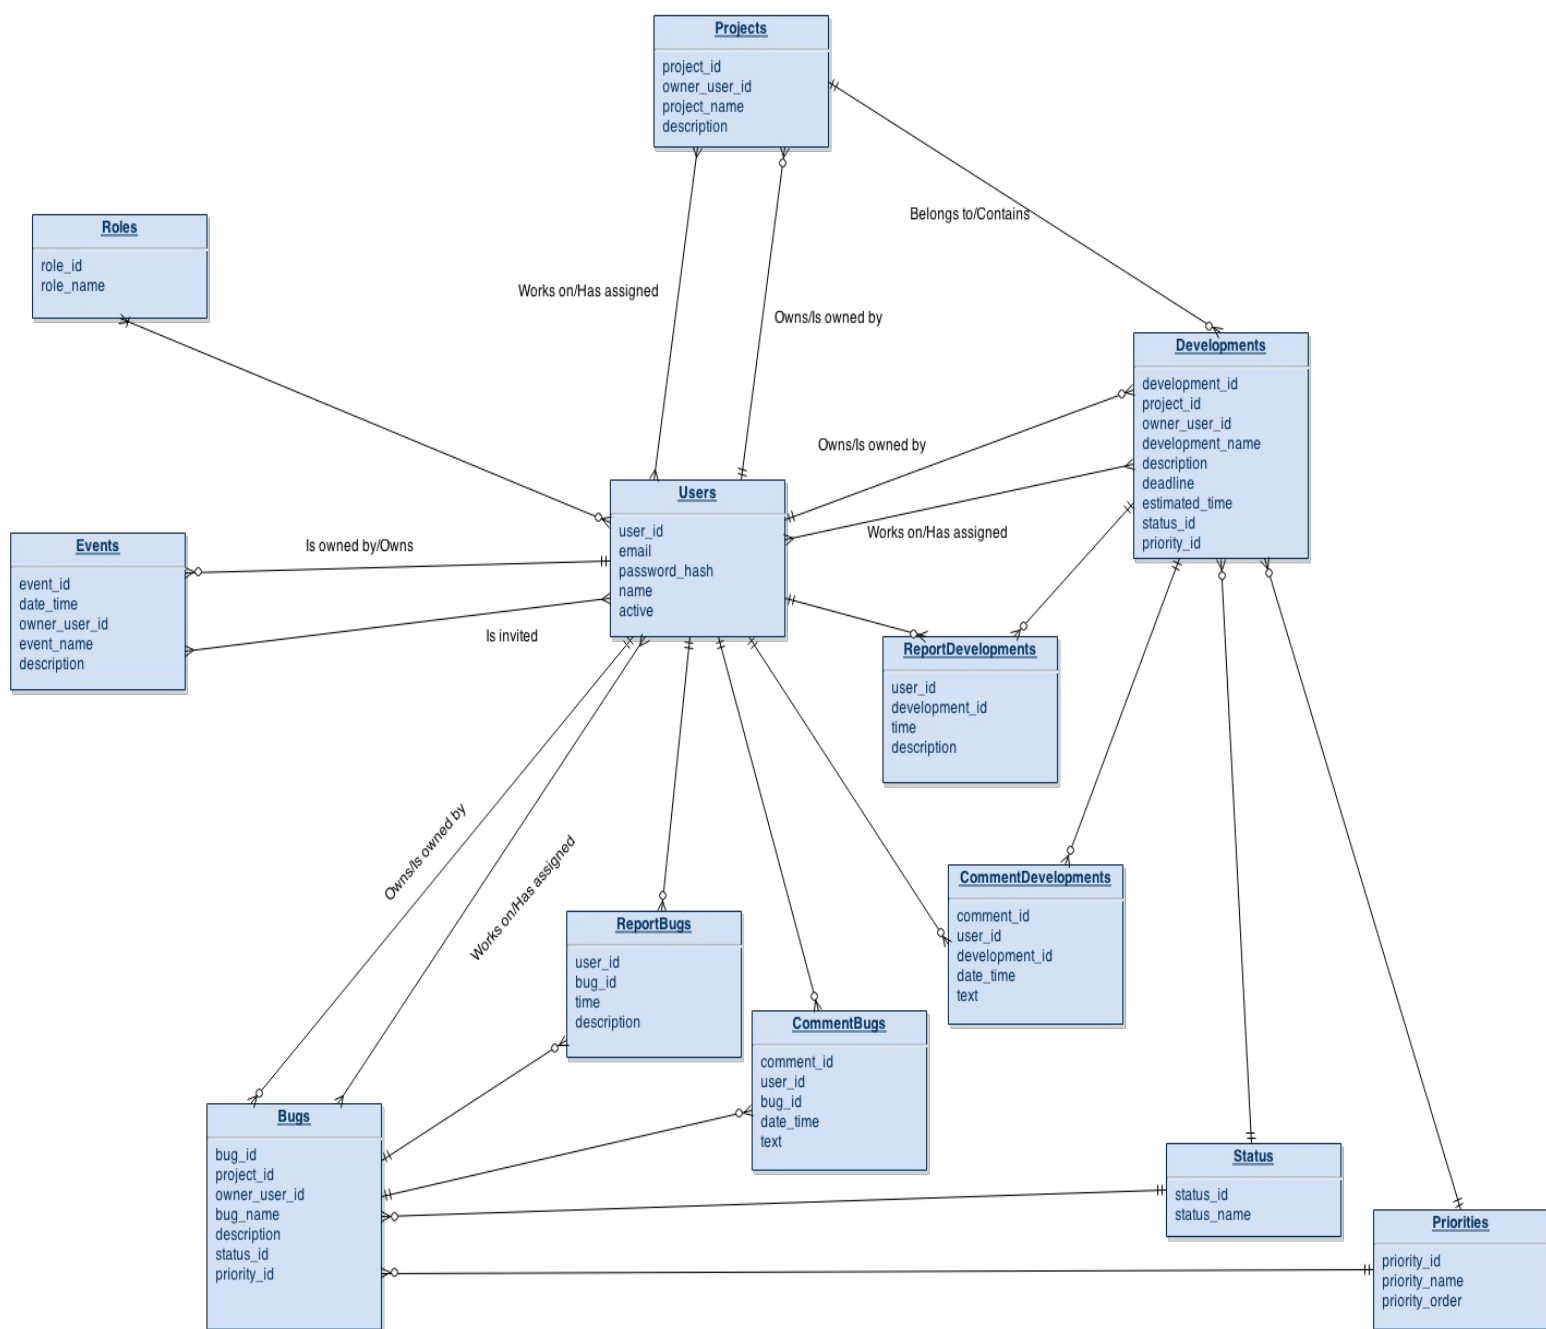 Projects
project_id
owner_user_id
project_name
description
Belongs to/Contains
Roles
role_id
role_name
Works on/Has assigned
Owns/Is owned by
Developments
development_id
project_id
owner_user_id
development_name
description
deadline
estimated_time
status_id
priority_id
Owns/Is owned by
Works on/Has assigned
Users
user_id
email
password_hash
name
active
Events
event_id
date_time
owner_user_id
event_name
description
Is owned by/Owns
Is invited
ReportDevelopments
user_id
development_id
time
description
Owns/Is owned by
Works on/Has assigned
CommentDevelopments
comment_id
user_id
development_id
date_time
text
ReportBugs
user_id
bug_id
time
description
CommentBugs
comment_id
user_id
bug_id
date_time
text
Bugs
bug_id
project_id
owner_user_id
bug_name
description
status_id
priority_id
Status
status_id
status_name
Priorities
priority_id
priority_name
priority_order